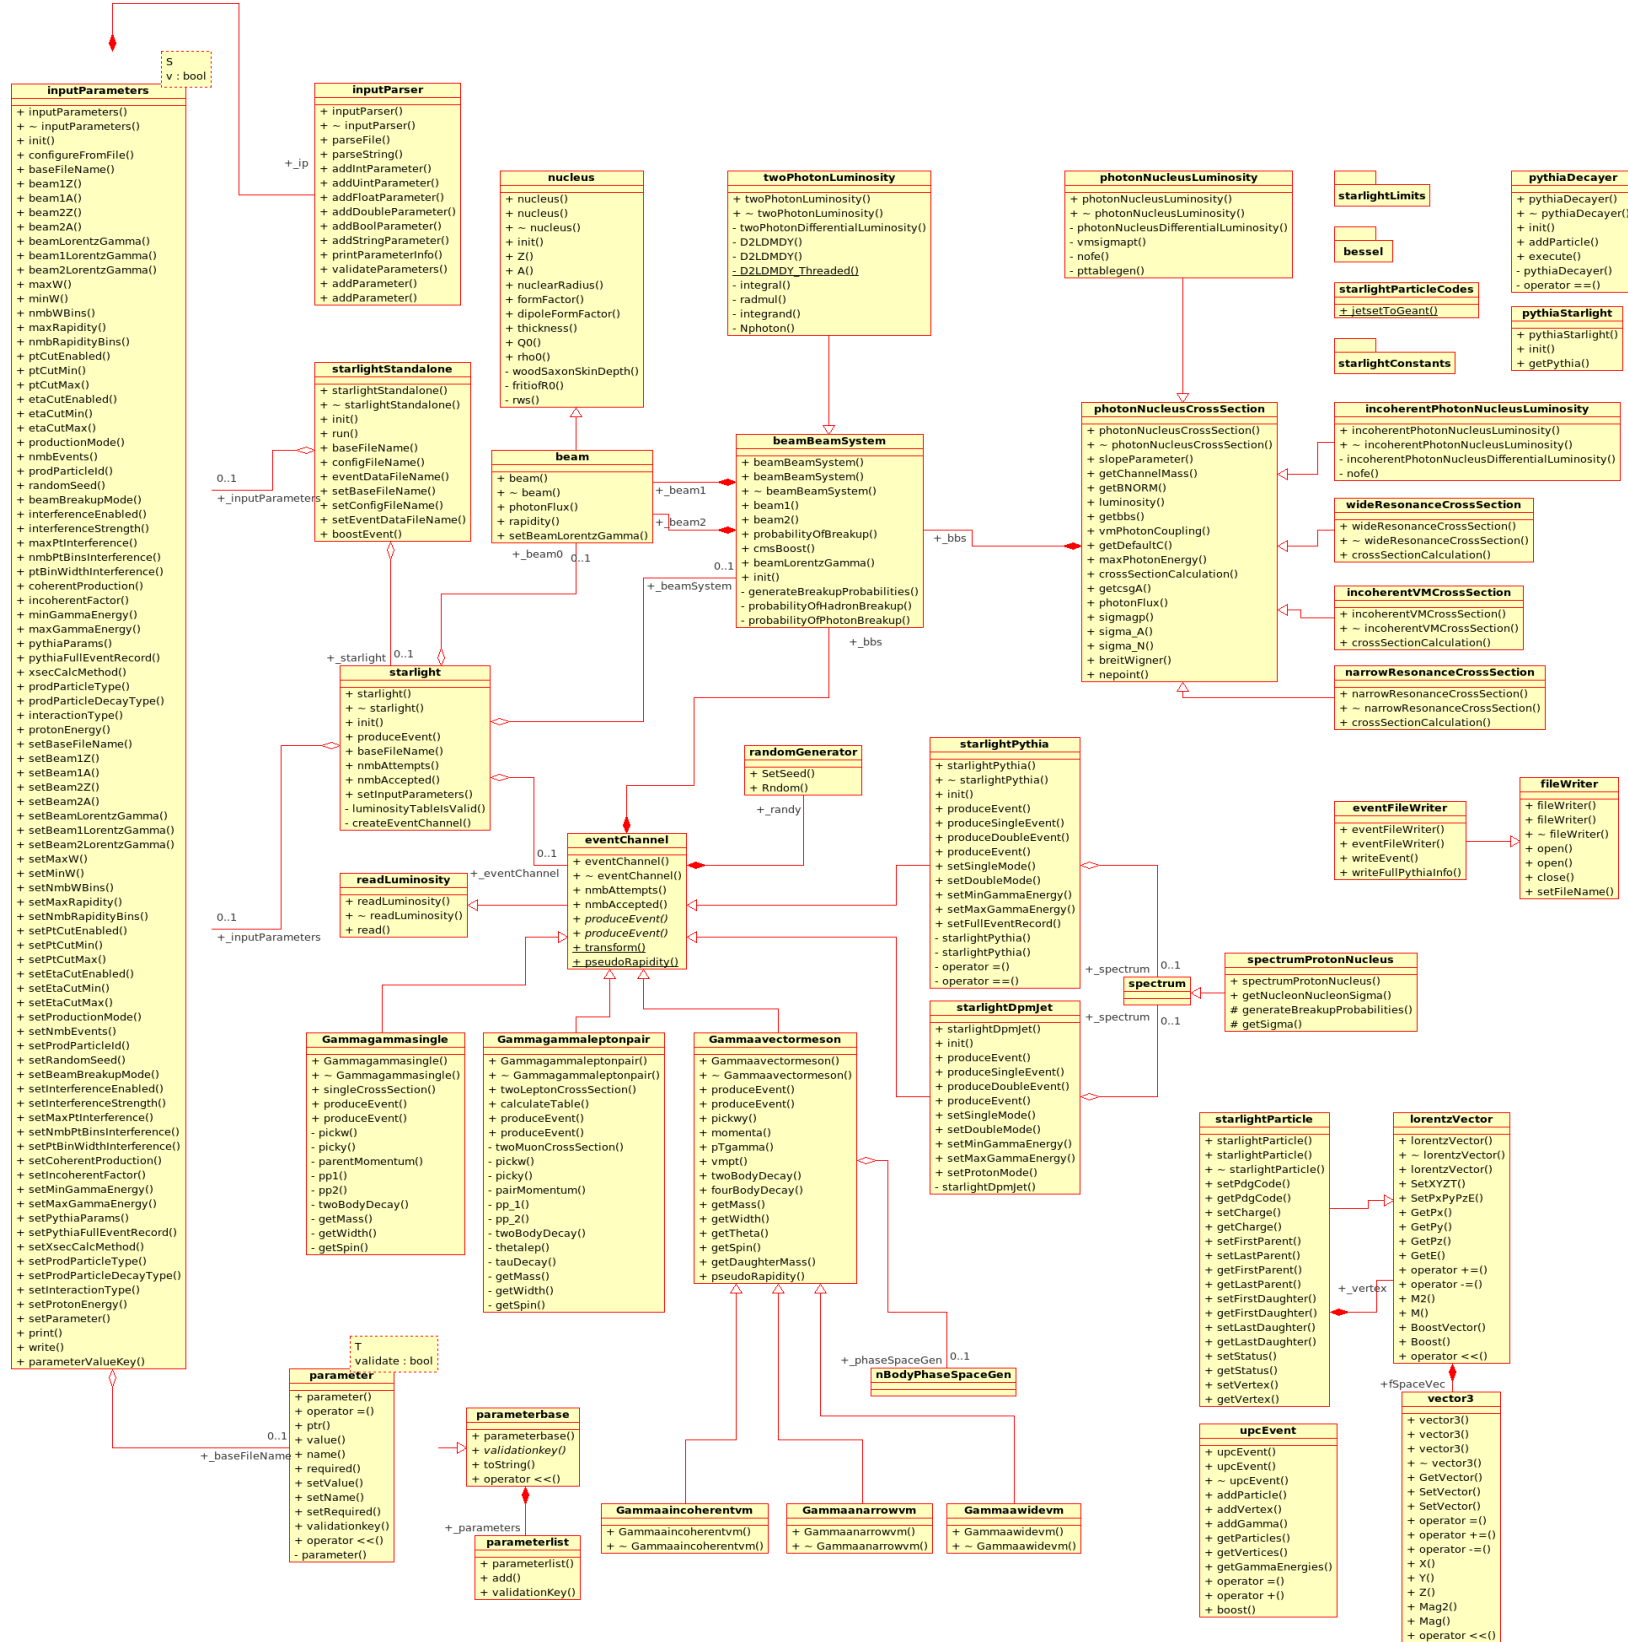 S
v : bool
inputParameters
+ inputParameters()
+ ~ inputParameters()
+ init()
+ configureFromFile()
+ baseFileName()
+ beam1Z()
+ beam1A()
+ beam2Z()
+ beam2A()
+ beamLorentzGamma()
+ beam1LorentzGamma()
+ beam2LorentzGamma()
+ maxW()
+ minW()
+ nmbWBins()
+ maxRapidity()
+ nmbRapidityBins()
+ ptCutEnabled()
+ ptCutMin()
+ ptCutMax()
+ etaCutEnabled()
+ etaCutMin()
+ etaCutMax()
+ productionMode()
+ nmbEvents()
+ prodParticleId()
+ randomSeed()
+ beamBreakupMode()
+ interferenceEnabled()
+ interferenceStrength()
+ maxPtInterference()
+ nmbPtBinsInterference()
+ ptBinWidthInterference()
+ coherentProduction()
+ incoherentFactor()
+ minGammaEnergy()
+ maxGammaEnergy()
+ pythiaParams()
+ pythiaFullEventRecord()
+ xsecCalcMethod()
+ prodParticleType()
+ prodParticleDecayType()
+ interactionType()
+ protonEnergy()
+ setBaseFileName()
+ setBeam1Z()
+ setBeam1A()
+ setBeam2Z()
+ setBeam2A()
+ setBeamLorentzGamma()
+ setBeam1LorentzGamma()
+ setBeam2LorentzGamma()
+ setMaxW()
+ setMinW()
+ setNmbWBins()
+ setMaxRapidity()
+ setNmbRapidityBins()
+ setPtCutEnabled()
+ setPtCutMin()
+ setPtCutMax()
+ setEtaCutEnabled()
+ setEtaCutMin()
+ setEtaCutMax()
+ setProductionMode()
+ setNmbEvents()
+ setProdParticleId()
+ setRandomSeed()
+ setBeamBreakupMode()
+ setInterferenceEnabled()
+ setInterferenceStrength()
+ setMaxPtInterference()
+ setNmbPtBinsInterference()
+ setPtBinWidthInterference()
+ setCoherentProduction()
+ setIncoherentFactor()
+ setMinGammaEnergy()
+ setMaxGammaEnergy()
+ setPythiaParams()
+ setPythiaFullEventRecord()
+ setXsecCalcMethod()
+ setProdParticleType()
+ setProdParticleDecayType()
+ setInteractionType()
+ setProtonEnergy()
+ setParameter()
+ print()
+ write()
+ parameterValueKey()
+_ip
inputParser
+ inputParser()
+ ~ inputParser()
+ parseFile()
+ parseString()
+ addIntParameter()
+ addUintParameter()
+ addFloatParameter()
+ addDoubleParameter()
+ addBoolParameter()
+ addStringParameter()
+ printParameterInfo()
+ validateParameters()
+ addParameter()
+ addParameter()
starlightStandalone
+ starlightStandalone()
+ ~ starlightStandalone()
+ init()
+ run()
+ baseFileName()
+ configFileName()
+ eventDataFileName()
+ setBaseFileName()
+ setConfigFileName()
+ setEventDataFileName()
+ boostEvent()
0..1
+_inputParameters
+_starlight
0..1
starlight
+ starlight()
+ ~ starlight()
+ init()
+ produceEvent()
+ baseFileName()
+ nmbAttempts()
+ nmbAccepted()
+ setInputParameters()
- luminosityTableIsValid()
- createEventChannel()
0..1
+_inputParameters
nucleus
+ nucleus()
+ nucleus()
+ ~ nucleus()
+ init()
+ Z()
+ A()
+ nuclearRadius()
+ formFactor()
+ dipoleFormFactor()
+ thickness()
+ Q0()
+ rho0()
- woodSaxonSkinDepth()
- fritiofR0()
- rws()
beam
+ beam()
+ ~ beam()
+ photonFlux()
+ rapidity()
+ setBeamLorentzGamma()
+_beam0
0..1
+_beam1
+_beam2
0..1
+_beamSystem
twoPhotonLuminosity
+ twoPhotonLuminosity()
+ ~ twoPhotonLuminosity()
- twoPhotonDifferentialLuminosity()
- D2LDMDY()
- D2LDMDY()
- D2LDMDY_Threaded()
- integral()
- radmul()
- integrand()
- Nphoton()
beamBeamSystem
+ beamBeamSystem()
+ beamBeamSystem()
+ ~ beamBeamSystem()
+ beam1()
+ beam2()
+ probabilityOfBreakup()
+ cmsBoost()
+ beamLorentzGamma()
+ init()
- generateBreakupProbabilities()
- probabilityOfHadronBreakup()
- probabilityOfPhotonBreakup()
+_bbs
+_bbs
photonNucleusLuminosity
+ photonNucleusLuminosity()
+ ~ photonNucleusLuminosity()
- photonNucleusDifferentialLuminosity()
- vmsigmapt()
- nofe()
- pttablegen()
photonNucleusCrossSection
+ photonNucleusCrossSection()
+ ~ photonNucleusCrossSection()
+ slopeParameter()
+ getChannelMass()
+ getBNORM()
+ luminosity()
+ getbbs()
+ vmPhotonCoupling()
+ getDefaultC()
+ maxPhotonEnergy()
+ crossSectionCalculation()
+ getcsgA()
+ photonFlux()
+ sigmagp()
+ sigma_A()
+ sigma_N()
+ breitWigner()
+ nepoint()
starlightLimits
bessel
starlightParticleCodes
+ jetsetToGeant()
starlightConstants
pythiaDecayer
+ pythiaDecayer()
+ ~ pythiaDecayer()
+ init()
+ addParticle()
+ execute()
- pythiaDecayer()
- operator ==()
pythiaStarlight
+ pythiaStarlight()
+ init()
+ getPythia()
incoherentPhotonNucleusLuminosity
+ incoherentPhotonNucleusLuminosity()
+ ~ incoherentPhotonNucleusLuminosity()
- incoherentPhotonNucleusDifferentialLuminosity()
- nofe()
wideResonanceCrossSection
+ wideResonanceCrossSection()
+ ~ wideResonanceCrossSection()
+ crossSectionCalculation()
incoherentVMCrossSection
+ incoherentVMCrossSection()
+ ~ incoherentVMCrossSection()
+ crossSectionCalculation()
narrowResonanceCrossSection
+ narrowResonanceCrossSection()
+ ~ narrowResonanceCrossSection()
+ crossSectionCalculation()
randomGenerator
+ SetSeed()
+ Rndom()
+_randy
eventChannel
+ eventChannel()
+ ~ eventChannel()
+ nmbAttempts()
+ nmbAccepted()
+ produceEvent()
+ produceEvent()
+ transform()
+ pseudoRapidity()
0..1
+_eventChannel
readLuminosity
+ readLuminosity()
+ ~ readLuminosity()
+ read()
starlightPythia
+ starlightPythia()
+ ~ starlightPythia()
+ init()
+ produceEvent()
+ produceSingleEvent()
+ produceDoubleEvent()
+ produceEvent()
+ setSingleMode()
+ setDoubleMode()
+ setMinGammaEnergy()
+ setMaxGammaEnergy()
+ setFullEventRecord()
- starlightPythia()
- starlightPythia()
- operator =()
- operator ==()
starlightDpmJet
+ starlightDpmJet()
+ init()
+ produceEvent()
+ produceSingleEvent()
+ produceDoubleEvent()
+ produceEvent()
+ setSingleMode()
+ setDoubleMode()
+ setMinGammaEnergy()
+ setMaxGammaEnergy()
+ setProtonMode()
- starlightDpmJet()
+_spectrum
0..1
spectrum
+_spectrum
0..1
spectrumProtonNucleus
+ spectrumProtonNucleus()
+ getNucleonNucleonSigma()
# generateBreakupProbabilities()
# getSigma()
eventFileWriter
+ eventFileWriter()
+ eventFileWriter()
+ writeEvent()
+ writeFullPythiaInfo()
fileWriter
+ fileWriter()
+ fileWriter()
+ ~ fileWriter()
+ open()
+ open()
+ close()
+ setFileName()
Gammagammasingle
+ Gammagammasingle()
+ ~ Gammagammasingle()
+ singleCrossSection()
+ produceEvent()
+ produceEvent()
- pickw()
- picky()
- parentMomentum()
- pp1()
- pp2()
- twoBodyDecay()
- getMass()
- getWidth()
- getSpin()
Gammagammaleptonpair
+ Gammagammaleptonpair()
+ ~ Gammagammaleptonpair()
+ twoLeptonCrossSection()
+ calculateTable()
+ produceEvent()
+ produceEvent()
- twoMuonCrossSection()
- pickw()
- picky()
- pairMomentum()
- pp_1()
- pp_2()
- twoBodyDecay()
- thetalep()
- tauDecay()
- getMass()
- getWidth()
- getSpin()
Gammaavectormeson
+ Gammaavectormeson()
+ ~ Gammaavectormeson()
+ produceEvent()
+ produceEvent()
+ pickwy()
+ momenta()
+ pTgamma()
+ vmpt()
+ twoBodyDecay()
+ fourBodyDecay()
+ getMass()
+ getWidth()
+ getTheta()
+ getSpin()
+ getDaughterMass()
+ pseudoRapidity()
+_phaseSpaceGen
0..1
nBodyPhaseSpaceGen
Gammaaincoherentvm
+ Gammaaincoherentvm()
+ ~ Gammaaincoherentvm()
Gammaanarrowvm
+ Gammaanarrowvm()
+ ~ Gammaanarrowvm()
Gammaawidevm
+ Gammaawidevm()
+ ~ Gammaawidevm()
T
validate : bool
parameter
+ parameter()
+ operator =()
+ ptr()
+ value()
+ name()
+ required()
+ setValue()
+ setName()
+ setRequired()
+ validationkey()
+ operator <<()
- parameter()
0..1
+_baseFileName
parameterbase
+ parameterbase()
+ validationkey()
+ toString()
+ operator <<()
+_parameters
parameterlist
+ parameterlist()
+ add()
+ validationKey()
starlightParticle
+ starlightParticle()
+ starlightParticle()
+ ~ starlightParticle()
+ setPdgCode()
+ getPdgCode()
+ setCharge()
+ getCharge()
+ setFirstParent()
+ setLastParent()
+ getFirstParent()
+ getLastParent()
+ setFirstDaughter()
+ getFirstDaughter()
+ setLastDaughter()
+ getLastDaughter()
+ setStatus()
+ getStatus()
+ setVertex()
+ getVertex()
+_vertex
lorentzVector
+ lorentzVector()
+ ~ lorentzVector()
+ lorentzVector()
+ SetXYZT()
+ SetPxPyPzE()
+ GetPx()
+ GetPy()
+ GetPz()
+ GetE()
+ operator +=()
+ operator -=()
+ M2()
+ M()
+ BoostVector()
+ Boost()
+ operator <<()
+fSpaceVec
vector3
+ vector3()
+ vector3()
+ vector3()
+ ~ vector3()
+ GetVector()
+ SetVector()
+ SetVector()
+ operator =()
+ operator +=()
+ operator -=()
+ X()
+ Y()
+ Z()
+ Mag2()
+ Mag()
+ operator <<()
upcEvent
+ upcEvent()
+ upcEvent()
+ ~ upcEvent()
+ addParticle()
+ addVertex()
+ addGamma()
+ getParticles()
+ getVertices()
+ getGammaEnergies()
+ operator =()
+ operator +()
+ boost()